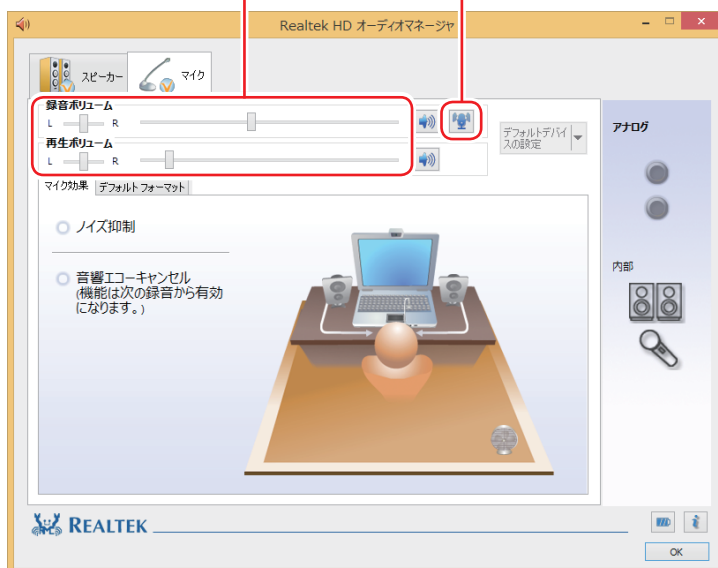 Realtek HD オーディオマネージャ
スピーカー
マイク
録音ボリューム
L
R
デフォルトデバイ
スの設定
再生ボリューム
L
R
マイク効果
デフォルト フォーマット
ノイズ抑制
音響エコーキャンセル
(機能は次の録音から有効
になります。)
アナログ
内部
REALTEK
OK